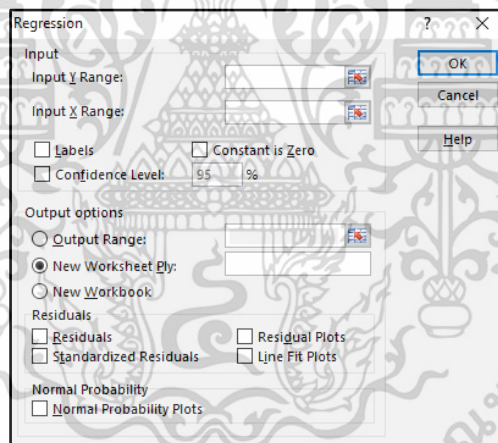 Regression
?
Input
Input Y Range:
Input X Range:
Labels
Constant is Zero
Confidence Level:
95
%
Output options
Output Range:
New Worksheet Ply:
New Workbook
Residuals
Residuals
Residual Plots
Standardized Residuals
Line Fit Plots
Normal Probability
Normal Probability Plots
OK
Cancel
Help